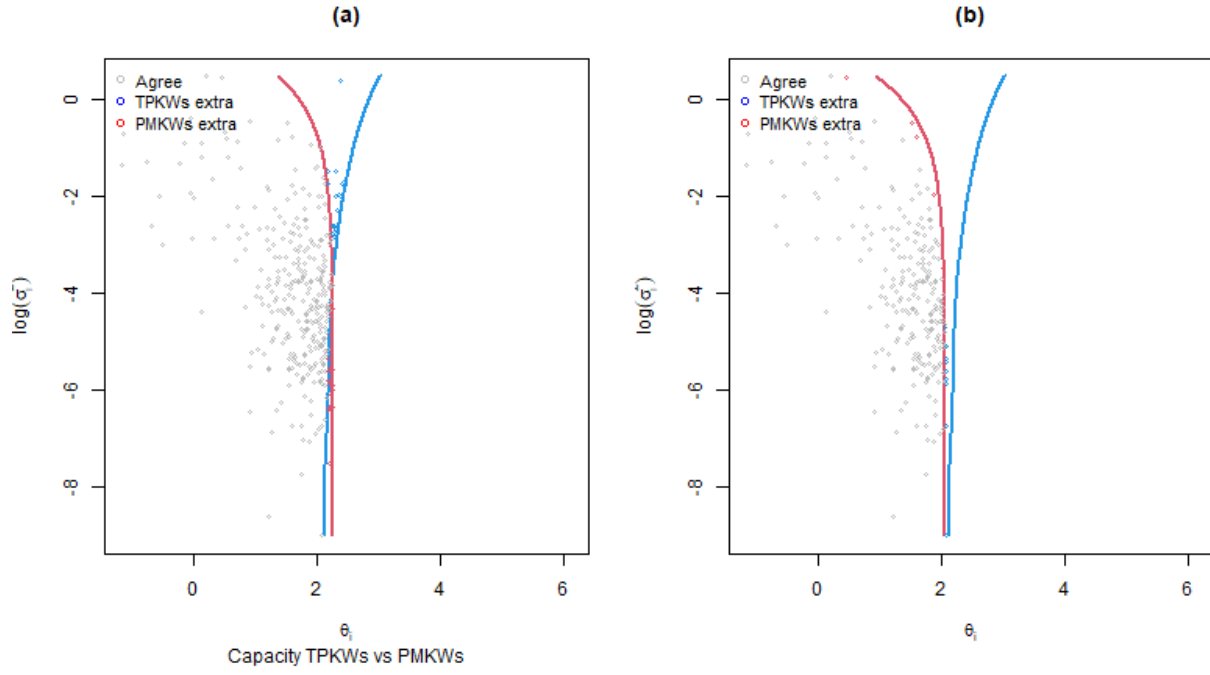 (a)
Agree
TPKWs extra
PMKWs extra
0
-2
-4
-6
-8
log(σ̂ᵢ)
0 2 4 6
θᵢ
Capacity TPKWs vs PMKWs
(b)
Agree
TPKWs extra
PMKWs extra
0
-2
-4
-6
-8
log(σ̂ᵢ)
0 2 4 6
θᵢ